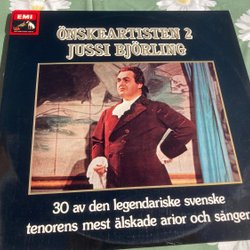 EMI
ÖNSKEARTISTEN 2
JUSSI BJÖRLING
30 av den legendariske svenske
tenorens mest älskade arior och sånger